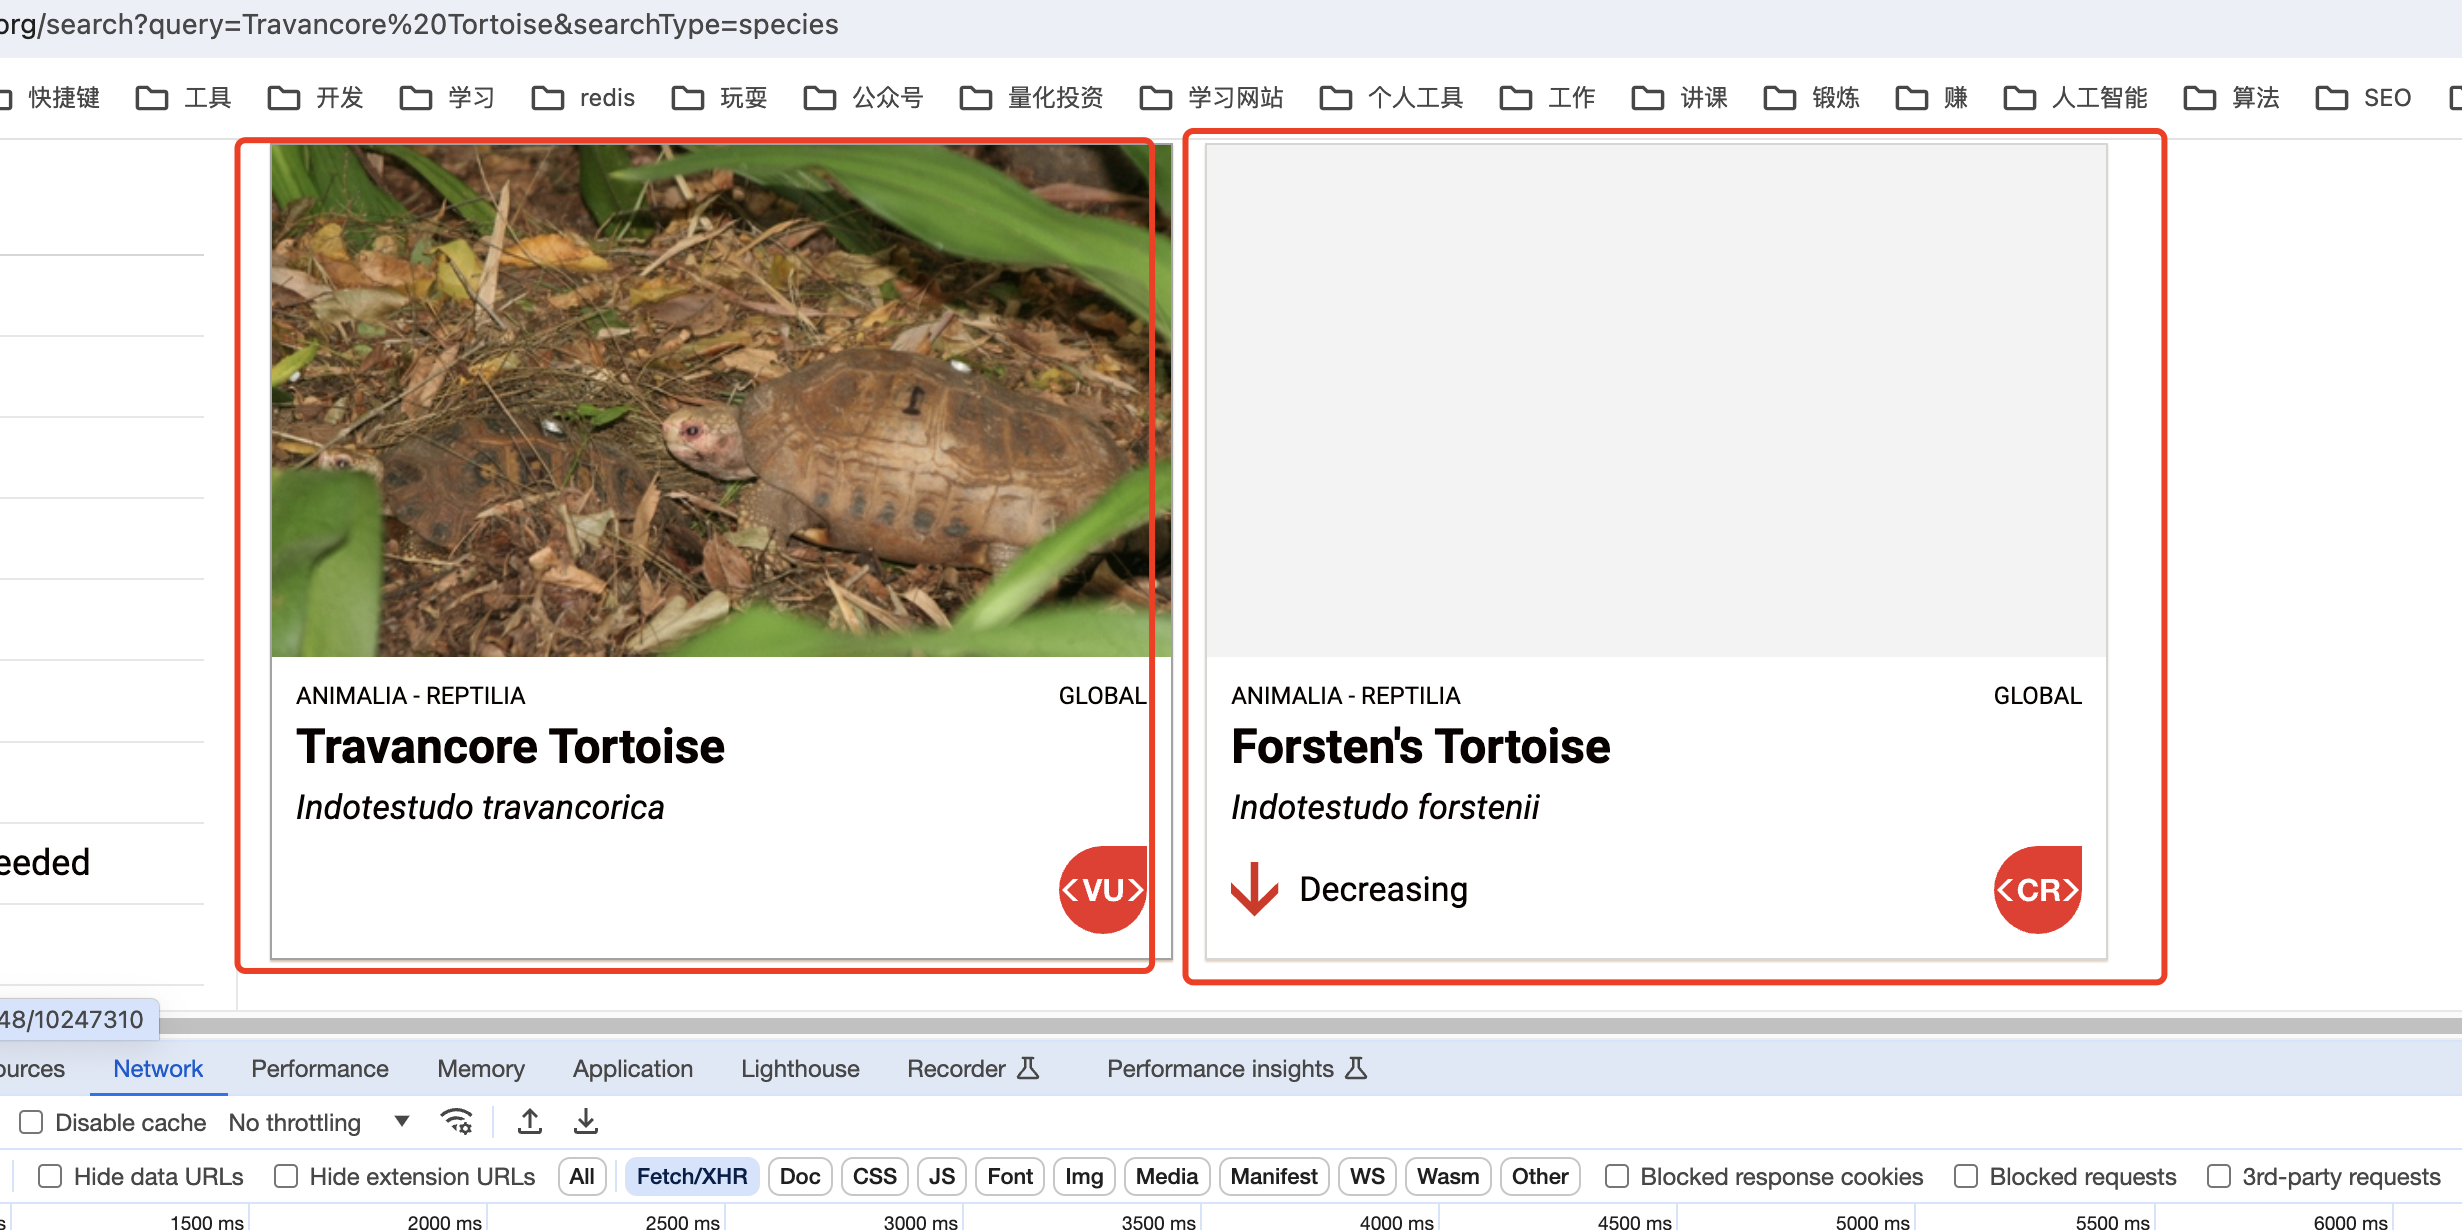 org/search?query=Travancore%20Tortoise&searchType=species
快捷键 工具 开发 学习 redis 玩耍 公众号 量化投资 学习网站 个人工具 工作 讲课 锻炼 赚 人工智能 算法 SEO
ANIMALIA - REPTILIA GLOBAL
Travancore Tortoise
Indotestudo travancorica
<VU>
ANIMALIA - REPTILIA GLOBAL
Forsten's Tortoise
Indotestudo forstenii
Decreasing <CR>
eeded
48/10247310
ources Network Performance Memory Application Lighthouse Recorder Performance insights
Disable cache No throttling
Hide data URLs Hide extension URLs All Fetch/XHR Doc CSS JS Font Img Media Manifest WS Wasm Other Blocked response cookies Blocked requests 3rd-party requests
s 1500 ms 2000 ms 2500 ms 3000 ms 3500 ms 4000 ms 4500 ms 5000 ms 5500 ms 6000 ms